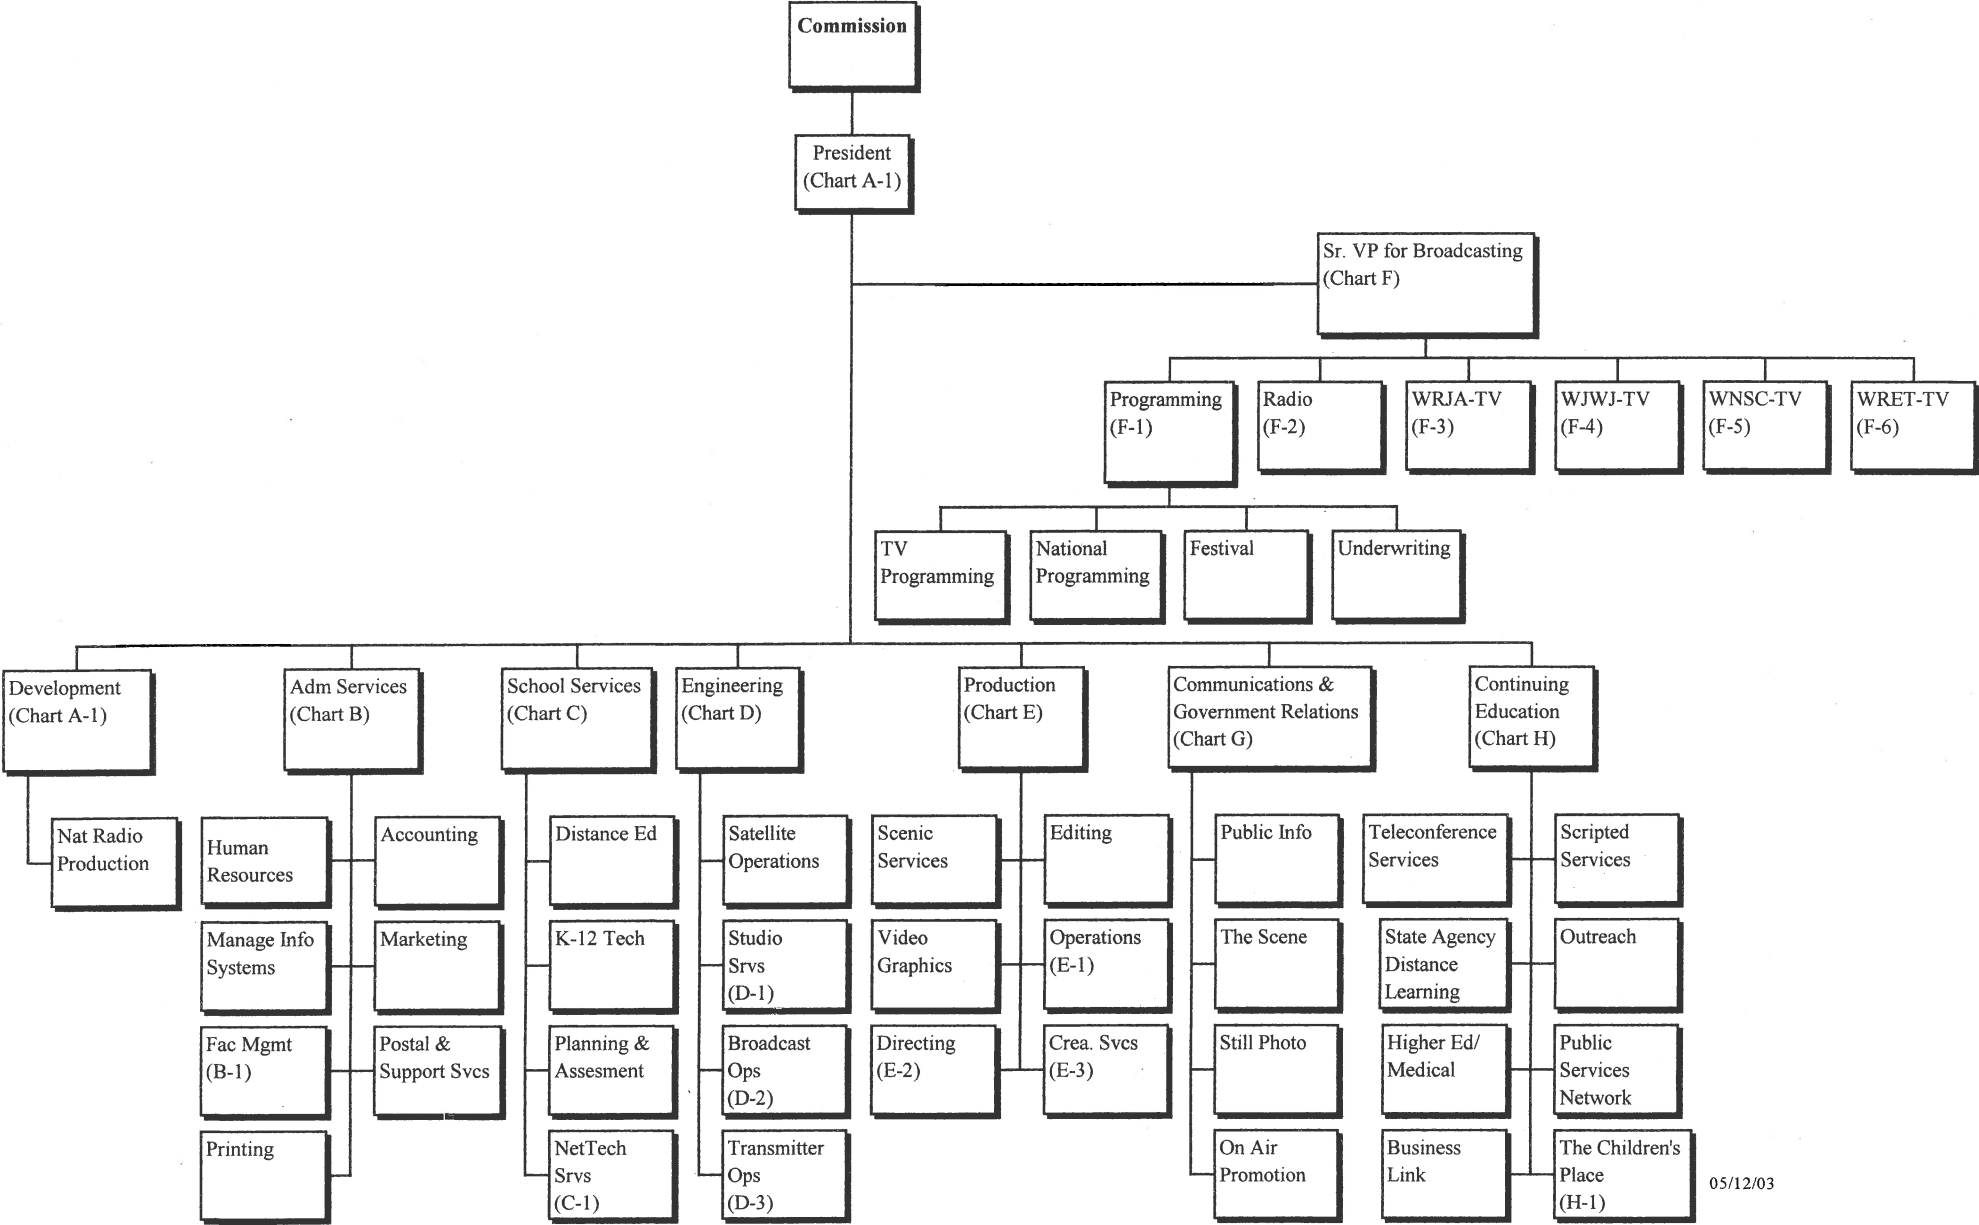 Commission
President
(Chart A-1)
Sr. VP for Broadcasting
(Chart F)
Programming
(F-1)
Radio
(F-2)
WRJA-TV
(F-3)
WJWJ-TV
(F-4)
WNSC-TV
(F-5)
WRET-TV
(F-6)
TV
Programming
National
Programming
Festival
Underwriting
Development
(Chart A-1)
Adm Services
(Chart B)
School Services
(Chart C)
Engineering
(Chart D)
Production
(Chart E)
Communications &
Government Relations
(Chart G)
Continuing
Education
(Chart H)
Nat Radio
Production
Human
Resources
Accounting
Distance Ed
Satellite
Operations
Scenic
Services
Editing
Public Info
Teleconference
Services
Scripted
Services
Manage Info
Systems
Marketing
K-12 Tech
Studio
Srvs
(D-1)
Video
Graphics
Operations
(E-1)
The Scene
State Agency
Distance
Learning
Outreach
Fac Mgmt
(B-1)
Postal &
Support Svcs
Planning &
Assesment
Broadcast
Ops
(D-2)
Directing
(E-2)
Crea. Svcs
(E-3)
Still Photo
Higher Ed/
Medical
Public
Services
Network
Printing
NetTech
Srvs
(C-1)
Transmitter
Ops
(D-3)
On Air
Promotion
Business
Link
The Children's
Place
(H-1)
05/12/03